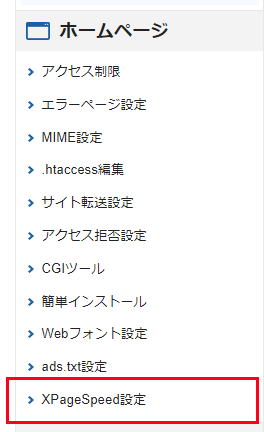 ホームページ
アクセス制限
エラーページ設定
MIME設定
.htaccess編集
サイト転送設定
アクセス拒否設定
CGIツール
簡単インストール
Webフォント設定
ads.txt設定
XPageSpeed設定